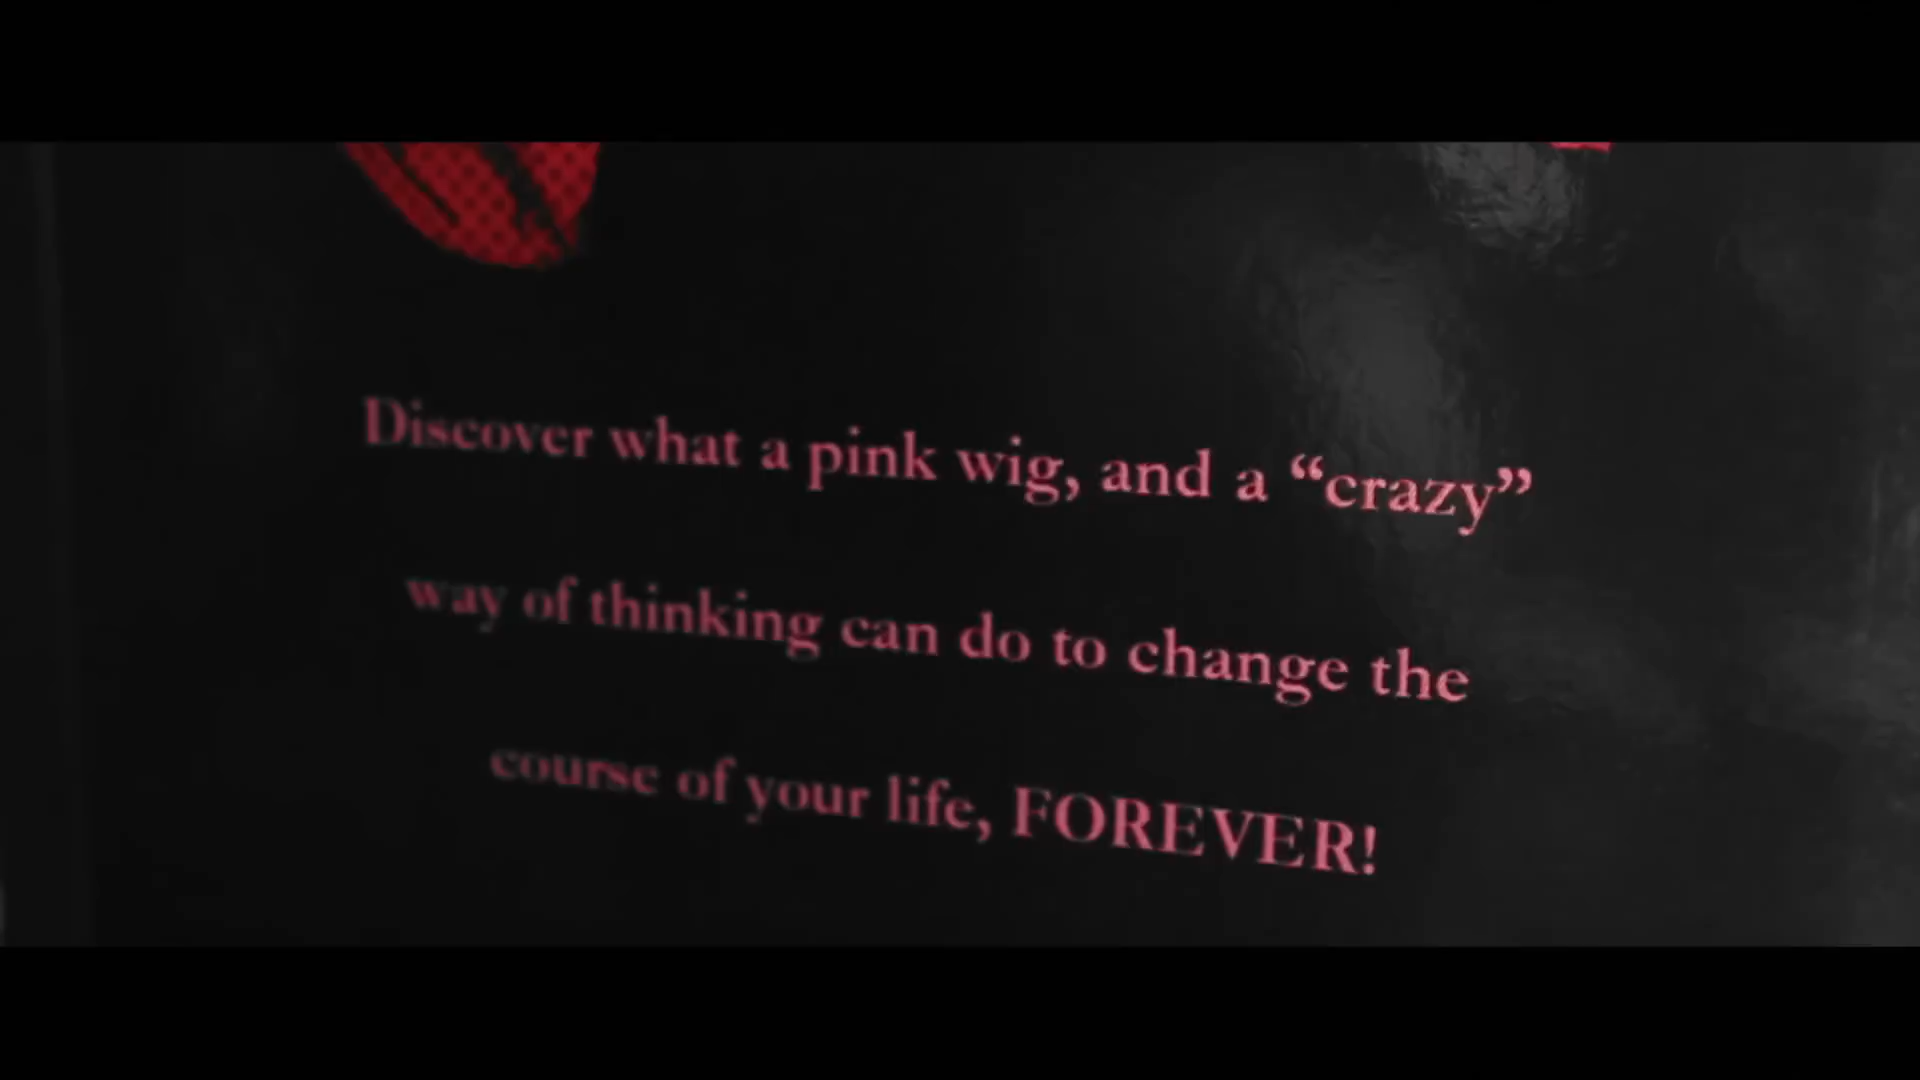 Discover what a pink wig, and a “crazy”
way of thinking can do to change the
course of your life, FOREVER!